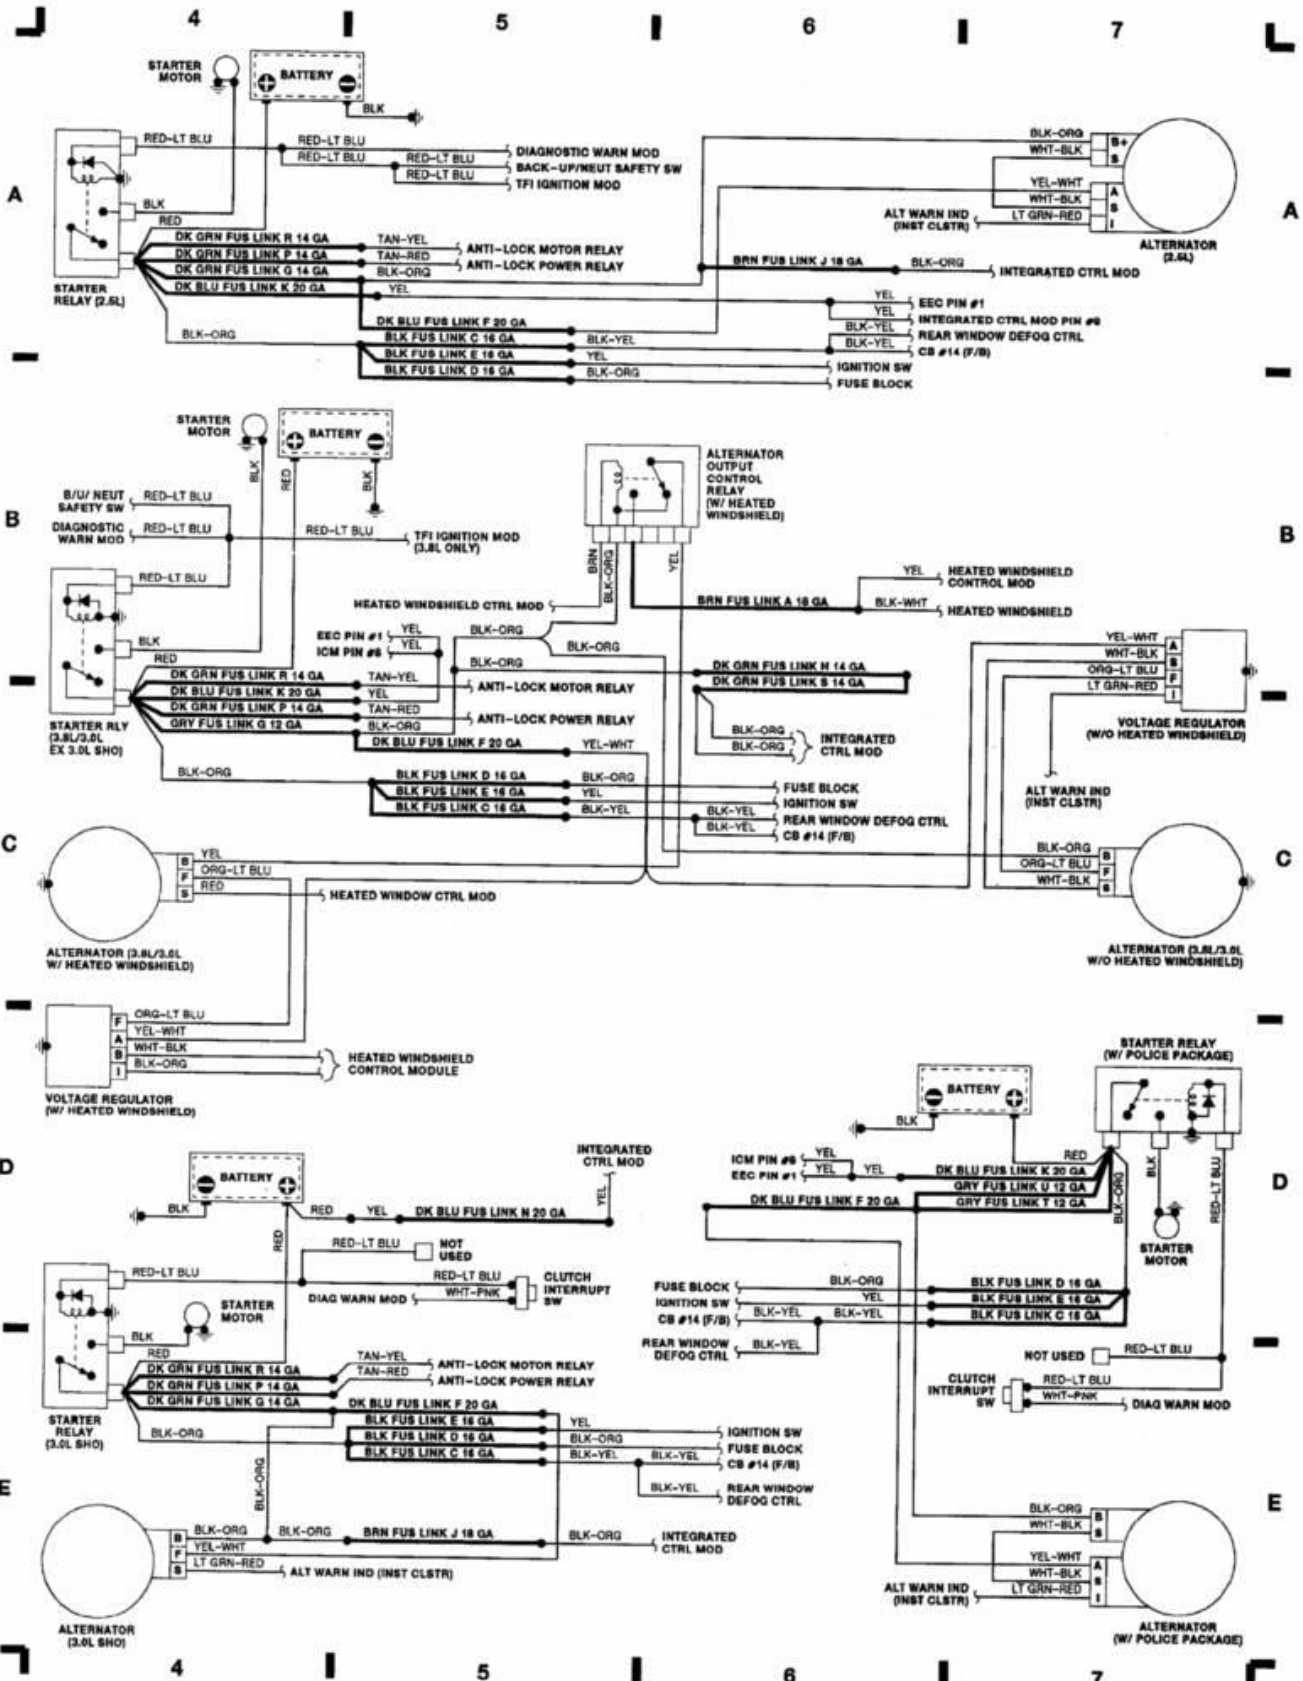 4 5 6 7
STARTER
MOTOR
BATTERY
BLK
RED-LT BLU
RED-LT BLU
DIAGNOSTIC WARN MOD
RED-LT BLU
RED-LT BLU
BACK-UP/NEUT SAFETY SW
RED-LT BLU
TFI IGNITION MOD
BLK-ORG
B+
WHT-BLK
S
YEL-WHT
A
WHT-BLK
S
LT GRN-RED
I
ALT WARN IND
(INST CLSTR)
ALTERNATOR
(2.5L)
A
A
BLK
RED
DK GRN FUS LINK R 14 GA
TAN-YEL
ANTI-LOCK MOTOR RELAY
DK GRN FUS LINK P 14 GA
TAN-RED
ANTI-LOCK POWER RELAY
DK GRN FUS LINK G 14 GA
BLK-ORG
DK BLU FUS LINK K 20 GA
YEL
STARTER
RELAY (2.5L)
BRN FUS LINK J 18 GA
BLK-ORG
INTEGRATED CTRL MOD
YEL
EEC PIN #1
YEL
INTEGRATED CTRL MOD PIN #8
BLK-YEL
REAR WINDOW DEFOG CTRL
BLK-YEL
CB #14 (F/B)
BLK-ORG
DK BLU FUS LINK F 20 GA
BLK FUS LINK C 16 GA
BLK-YEL
BLK FUS LINK E 16 GA
YEL
IGNITION SW
BLK FUS LINK D 16 GA
BLK-ORG
FUSE BLOCK
STARTER
MOTOR
BATTERY
BLK
RED
BLK
B/U/ NEUT
SAFETY SW
RED-LT BLU
DIAGNOSTIC
WARN MOD
RED-LT BLU
RED-LT BLU
TFI IGNITION MOD
(3.8L ONLY)
RED-LT BLU
B
B
ALTERNATOR
OUTPUT
CONTROL
RELAY
(W/ HEATED
WINDSHIELD)
BRN
BLK-ORG
YEL
HEATED WINDSHIELD CTRL MOD
BRN FUS LINK A 16 GA
YEL
HEATED WINDSHIELD
CONTROL MOD
BLK-WHT
HEATED WINDSHIELD
EEC PIN #1
YEL
ICM PIN #8
YEL
BLK-ORG
BLK-ORG
BLK-ORG
DK GRN FUS LINK H 14 GA
DK GRN FUS LINK S 14 GA
BLK-ORG
BLK-ORG
INTEGRATED
CTRL MOD
YEL-WHT
A
WHT-BLK
S
ORG-LT BLU
F
LT GRN-RED
I
VOLTAGE REGULATOR
(W/O HEATED WINDSHIELD)
ALT WARN IND
(INST CLSTR)
BLK
RED
DK GRN FUS LINK R 14 GA
TAN-YEL
ANTI-LOCK MOTOR RELAY
DK BLU FUS LINK K 20 GA
YEL
DK GRN FUS LINK P 14 GA
TAN-RED
ANTI-LOCK POWER RELAY
GRY FUS LINK G 12 GA
BLK-ORG
DK BLU FUS LINK F 20 GA
YEL-WHT
STARTER RLY
(3.8L/3.0L
EX 3.0L SHO)
BLK-ORG
BLK FUS LINK D 16 GA
BLK-ORG
FUSE BLOCK
BLK FUS LINK E 16 GA
YEL
IGNITION SW
BLK FUS LINK C 16 GA
BLK-YEL
BLK-YEL
REAR WINDOW DEFOG CTRL
BLK-YEL
CB #14 (F/B)
C
C
B
YEL
F
ORG-LT BLU
S
RED
HEATED WINDOW CTRL MOD
ALTERNATOR (3.8L/3.0L
W/ HEATED WINDSHIELD)
BLK-ORG
B
ORG-LT BLU
F
WHT-BLK
S
ALTERNATOR (3.8L/3.0L
W/O HEATED WINDSHIELD)
F
ORG-LT BLU
A
YEL-WHT
B
WHT-BLK
I
BLK-ORG
HEATED WINDSHIELD
CONTROL MODULE
VOLTAGE REGULATOR
(W/ HEATED WINDSHIELD)
STARTER RELAY
(W/ POLICE PACKAGE)
BATTERY
BLK
D
D
ICM PIN #8
YEL
EEC PIN #1
YEL
YEL
RED
DK BLU FUS LINK K 20 GA
GRY FUS LINK U 12 GA
DK BLU FUS LINK F 20 GA
GRY FUS LINK T 12 GA
BLK-ORG
BLK
RED-LT BLU
STARTER
MOTOR
BATTERY
BLK
RED
YEL
DK BLU FUS LINK N 20 GA
YEL
INTEGRATED
CTRL MOD
RED
RED-LT BLU
NOT
USED
RED-LT BLU
RED-LT BLU
DIAG WARN MOD
WHT-PNK
CLUTCH
INTERRUPT
SW
STARTER
MOTOR
BLK
RED
DK GRN FUS LINK R 14 GA
TAN-YEL
ANTI-LOCK MOTOR RELAY
DK GRN FUS LINK P 14 GA
TAN-RED
ANTI-LOCK POWER RELAY
DK GRN FUS LINK G 14 GA
DK BLU FUS LINK F 20 GA
STARTER
RELAY
(3.0L SHO)
BLK-ORG
BLK FUS LINK E 16 GA
YEL
IGNITION SW
BLK FUS LINK D 16 GA
BLK-ORG
FUSE BLOCK
BLK FUS LINK C 16 GA
BLK-YEL
BLK-YEL
CB #14 (F/B)
BLK-YEL
REAR WINDOW
DEFOG CTRL
FUSE BLOCK
BLK-ORG
BLK FUS LINK D 16 GA
IGNITION SW
YEL
BLK FUS LINK E 16 GA
CB #14 (F/B)
BLK-YEL
BLK-YEL
BLK FUS LINK C 16 GA
REAR WINDOW
DEFOG CTRL
BLK-YEL
NOT USED
RED-LT BLU
CLUTCH
INTERRUPT
SW
RED-LT BLU
WHT-PNK
DIAG WARN MOD
E
E
BLK-ORG
B
BLK-ORG
BLK-ORG
BRN FUS LINK J 18 GA
BLK-ORG
INTEGRATED
CTRL MOD
F
YEL-WHT
S
LT GRN-RED
ALT WARN IND (INST CLSTR)
ALTERNATOR
(3.0L SHO)
BLK-ORG
B
WHT-BLK
S
YEL-WHT
A
WHT-BLK
S
LT GRN-RED
I
ALT WARN IND
(INST CLSTR)
ALTERNATOR
(W/ POLICE PACKAGE)
4 5 6 7